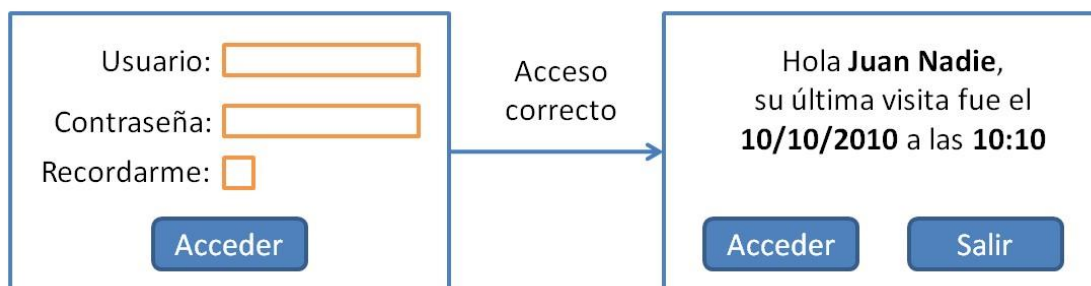 Usuario:
Contraseña:
Recordarme:
Acceder
Acceso
correcto
Hola Juan Nadie,
su última visita fue el
10/10/2010 a las 10:10
Acceder
Salir